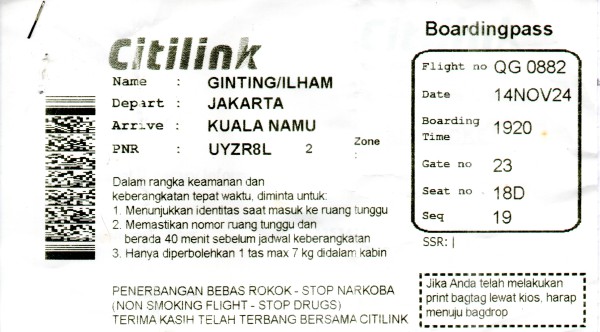 Boardingpass
Citilink
Name : GINTING/ILHAM
Depart : JAKARTA
Arrive : KUALA NAMU
PNR : UYZR8L 2 Zone :
Flight no QG 0882
Date 14NOV24
Boarding Time 1920
Gate no 23
Seat no 18D
Seq 19
SSR: |
Dalam rangka keamanan dan
keberangkatan tepat waktu, diminta untuk:
1. Menunjukkan identitas saat masuk ke ruang tunggu
2. Memastikan nomor ruang tunggu dan
berada 40 menit sebelum jadwal keberangkatan
3. Hanya diperbolehkan 1 tas max 7 kg didalam kabin
PENERBANGAN BEBAS ROKOK - STOP NARKOBA
(NON SMOKING FLIGHT - STOP DRUGS)
TERIMA KASIH TELAH TERBANG BERSAMA CITILINK
Jika Anda telah melakukan
print bagtag lewat kios, harap
menuju bagdrop